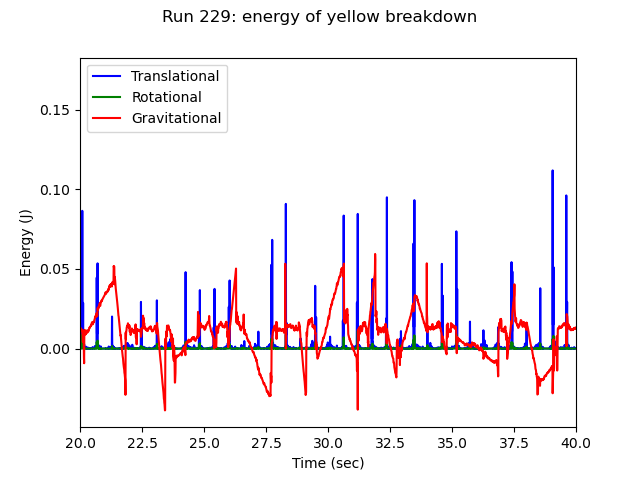 Run 229: energy of yellow breakdown
Translational
Rotational
Gravitational
0.15
0.10
0.05
0.00
Energy (J)
20.0 22.5 25.0 27.5 30.0 32.5 35.0 37.5 40.0
Time (sec)